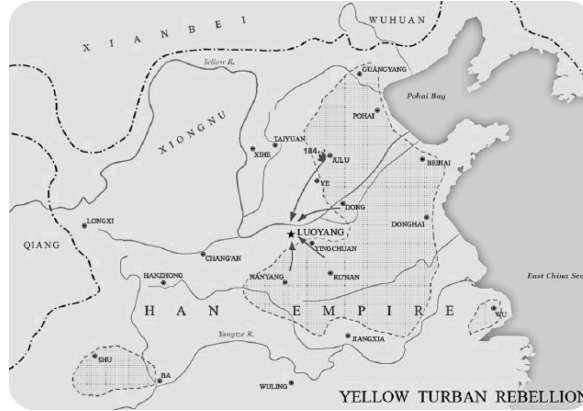 WUHUAN
XIANBEI
GUANGYANG
Yellow R.
Pohai Bay
POHAI
XIONGNU
TAIYUAN
XIHE
184
JULU
BEIHAI
YE
DONG
LONGXI
DONGHAI
LUOYANG
QIANG
YINGCHUAN
CHANG'AN
RUNAN
HANZHONG
NANYANG
East China Sea
HAN EMPIRE
WU
Yangtze R.
JIANGXIA
SHU
BA
WULING
YELLOW TURBAN REBELLION